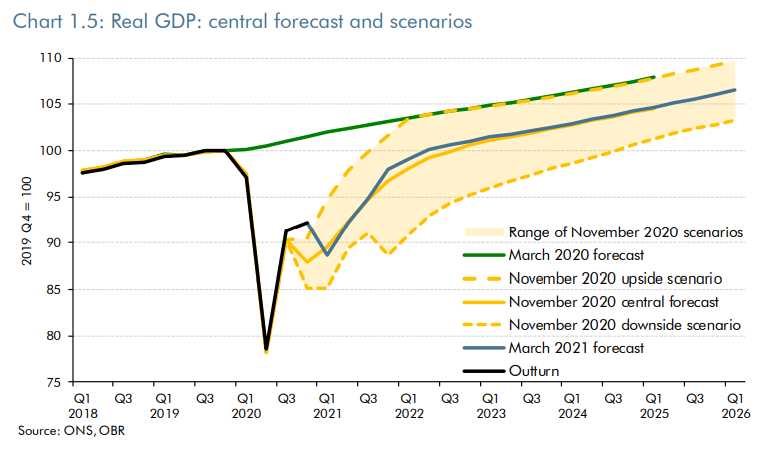 Chart 1.5: Real GDP: central forecast and scenarios
110
105
100
95
90
85
80
75
2019 Q4 = 100
Range of November 2020 scenarios
March 2020 forecast
November 2020 upside scenario
November 2020 central forecast
November 2020 downside scenario
March 2021 forecast
Outturn
Q1 Q3 Q1 Q3 Q1 Q3 Q1 Q3 Q1 Q3 Q1 Q3 Q1 Q3 Q1 Q3 Q1
2018 2019 2020 2021 2022 2023 2024 2025 2026
Source: ONS, OBR